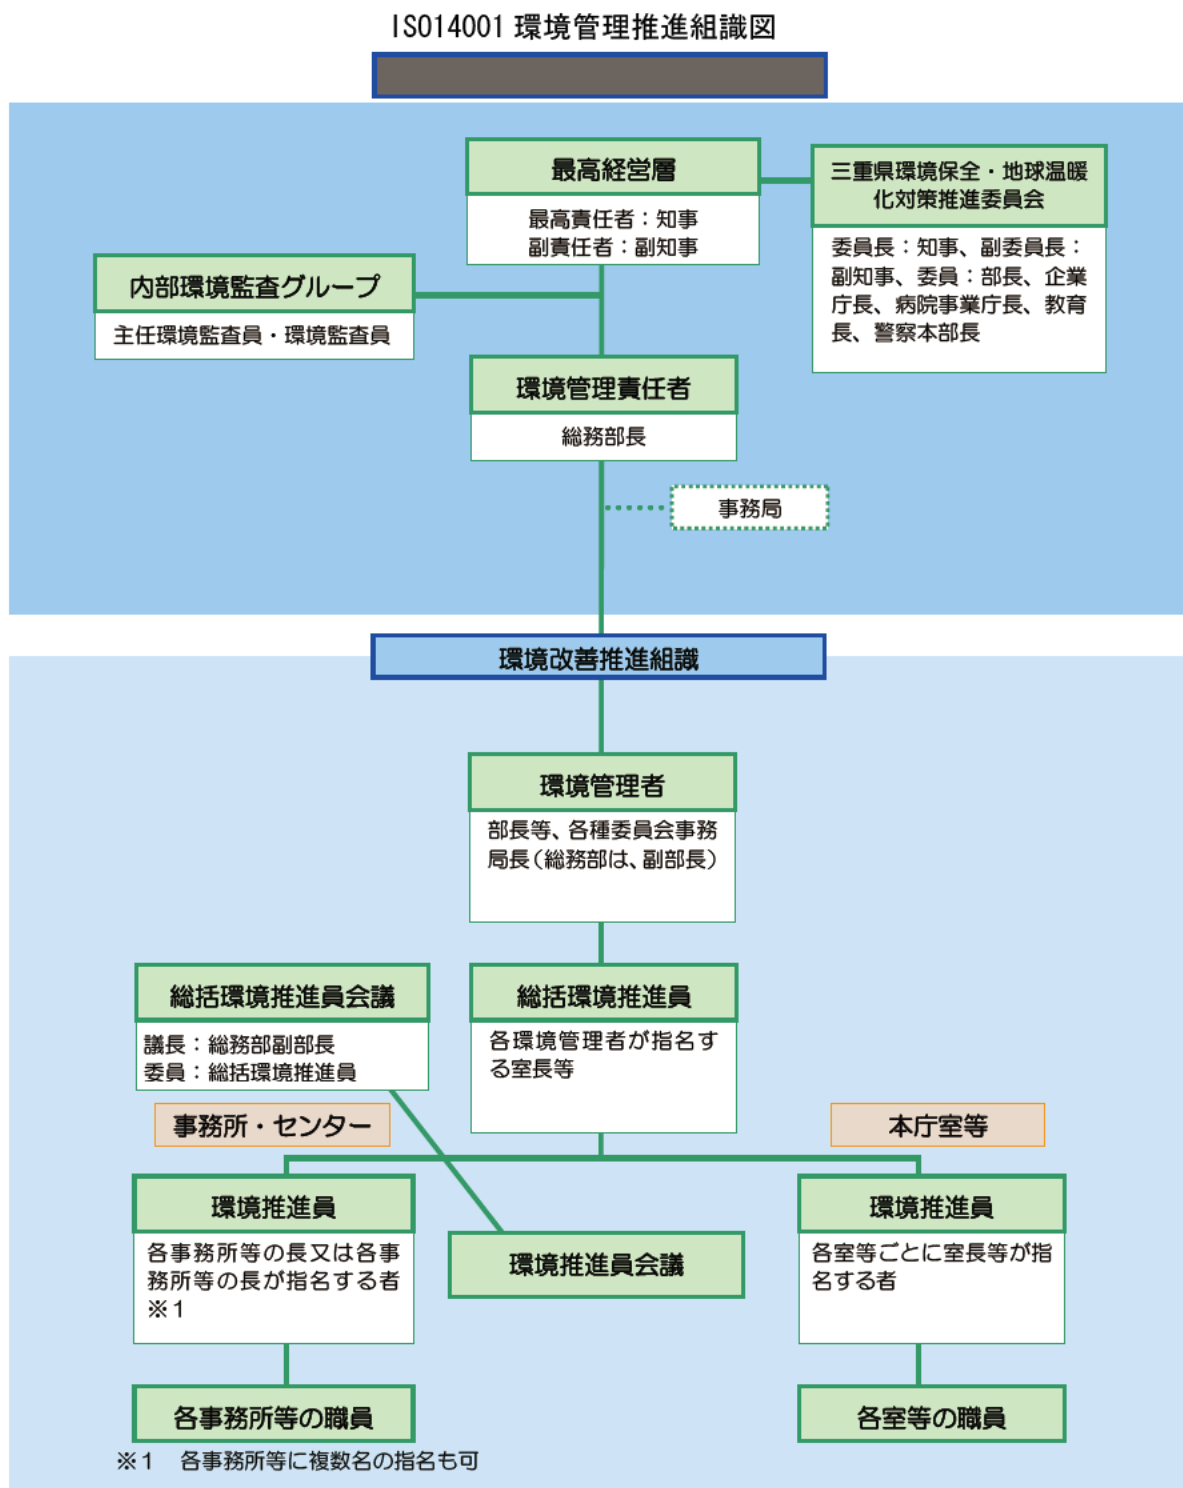 ISO14001環境管理推進組識図
最高経営層
最高責任者：知事
副責任者：副知事
三重県環境保全・地球温暖
化対策推進委員会
委員長：知事、副委員長：
副知事、委員：部長、企業
庁長、病院事業庁長、教育
長、警察本部長
内部環境監査グループ
主任環境監査員・環境監査員
環境管理責任者
総務部長
事務局
環境改善推進組識
環境管理者
部長等、各種委員会事務
局長（総務部は、副部長）
総括環境推進員会議
議長：総務部副部長
委員：総括環境推進員
総括環境推進員
各環境管理者が指名す
る室長等
事務所・センター
本庁室等
環境推進員
各事務所等の長又は各事
務所等の長が指名する者
※1
環境推進員会議
環境推進員
各室等ごとに室長等が指
名する者
各事務所等の職員
各室等の職員
※1　各事務所等に複数名の指名も可